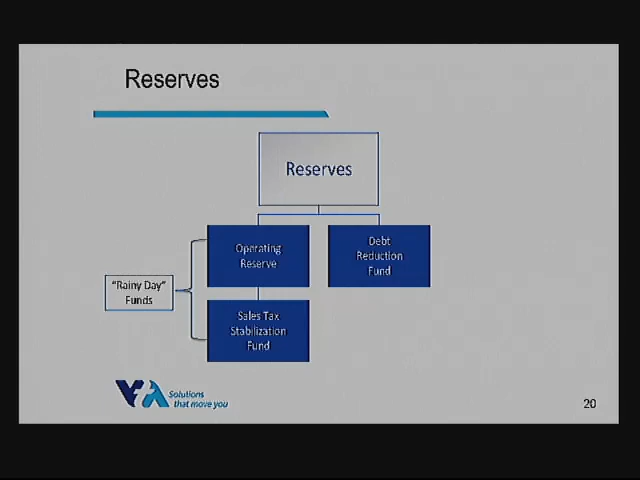 Reserves
Reserves
Operating
Reserve
Debt
Reduction
Fund
"Rainy Day"
Funds
Sales Tax
Stabilization
Fund
VTA
Solutions
that move you
20